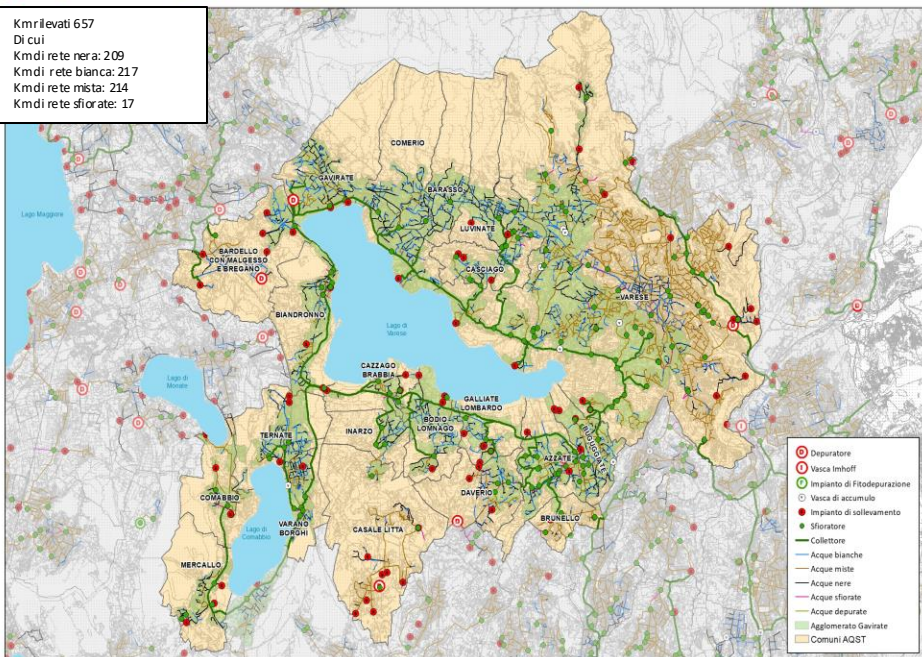 Km rilevati 657
Di cui
Km di rete nera: 209
Km di rete bianca: 217
Km di rete mista: 214
Km di rete sfiorate: 17
COMERIO
GAVIRATE
BARASSO
Lago Maggiore
LUVINATE
BARDELLO
CON MALGESSO
E BREGANO
CASCIAGO
VARESE
BIANDRONNO
Lago di
Varese
CAZZAGO
BRABBIA
Lago di
Monate
GALLIATE
LOMBARDO
BODIO
LOMNAGO
INARZO
TERNATE
BUGUGGIATE
AZZATE
DAVERIO
COMABBIO
BRUNELLO
VARANO
BORGHI
CASALE LITTA
Lago di
Comabbio
MERCALLO
D Depuratore
I Vasca Imhoff
F Impianto di Fitodepurazione
Vasca di accumulo
Impianto di sollevamento
Sfioratore
Collettore
Acque bianche
Acque miste
Acque nere
Acque sfiorate
Acque depurate
Agglomerato Gavirate
Comuni AQST